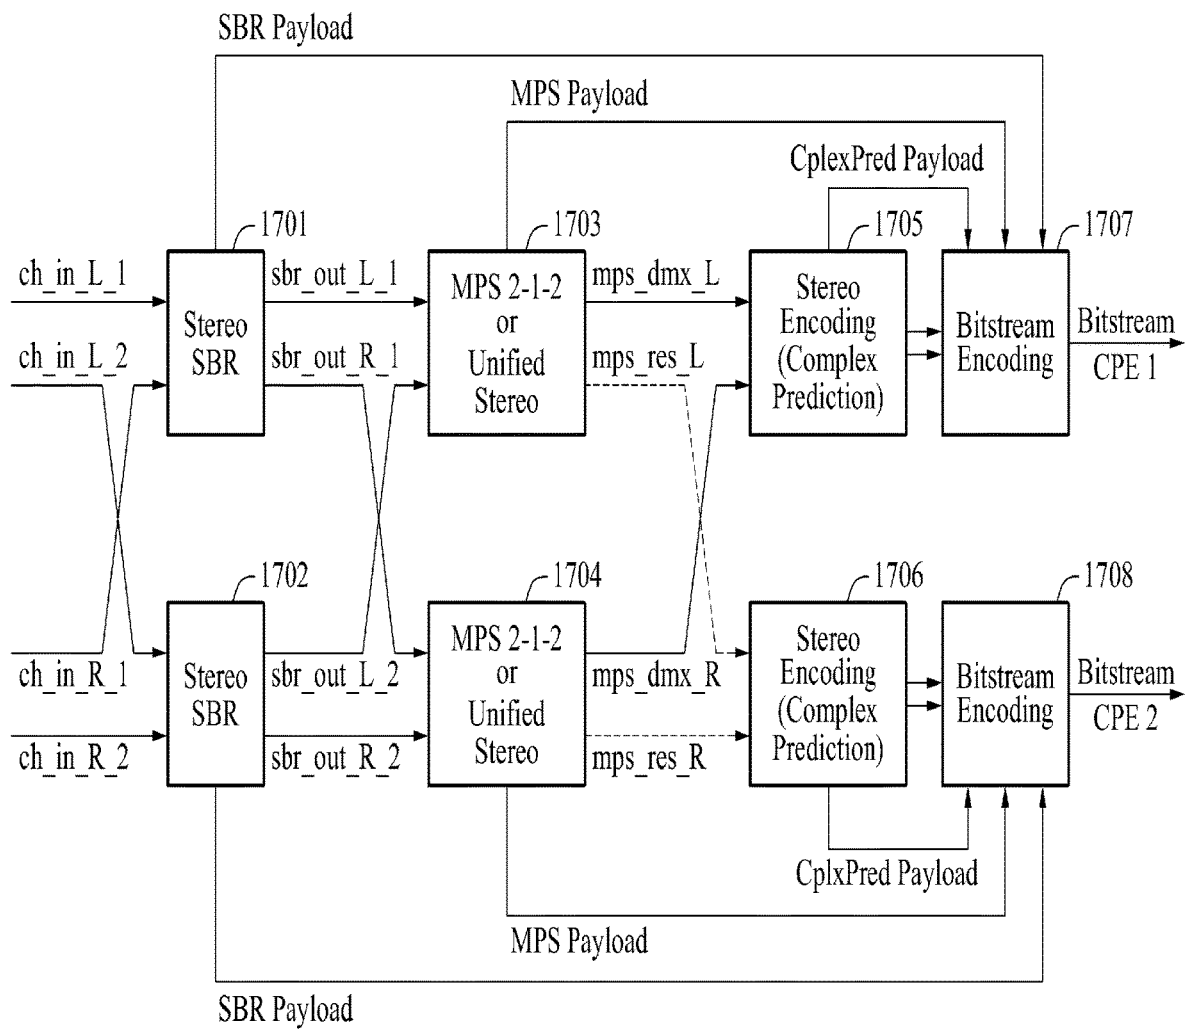 SBR Payload
MPS Payload
CplexPred Payload
1701
1703
1705
1707
ch_in_L_1
sbr_out_L_1
mps_dmx_L
Stereo
SBR
MPS 2-1-2
or
Unified
Stereo
Stereo
Encoding
(Complex
Prediction)
Bitstream
Encoding
Bitstream
CPE 1
ch_in_L_2
sbr_out_R_1
mps_res_L
1702
1704
1706
1708
ch_in_R_1
sbr_out_L_2
mps_dmx_R
Stereo
SBR
MPS 2-1-2
or
Unified
Stereo
Stereo
Encoding
(Complex
Prediction)
Bitstream
Encoding
Bitstream
CPE 2
ch_in_R_2
sbr_out_R_2
mps_res_R
CplxPred Payload
MPS Payload
SBR Payload